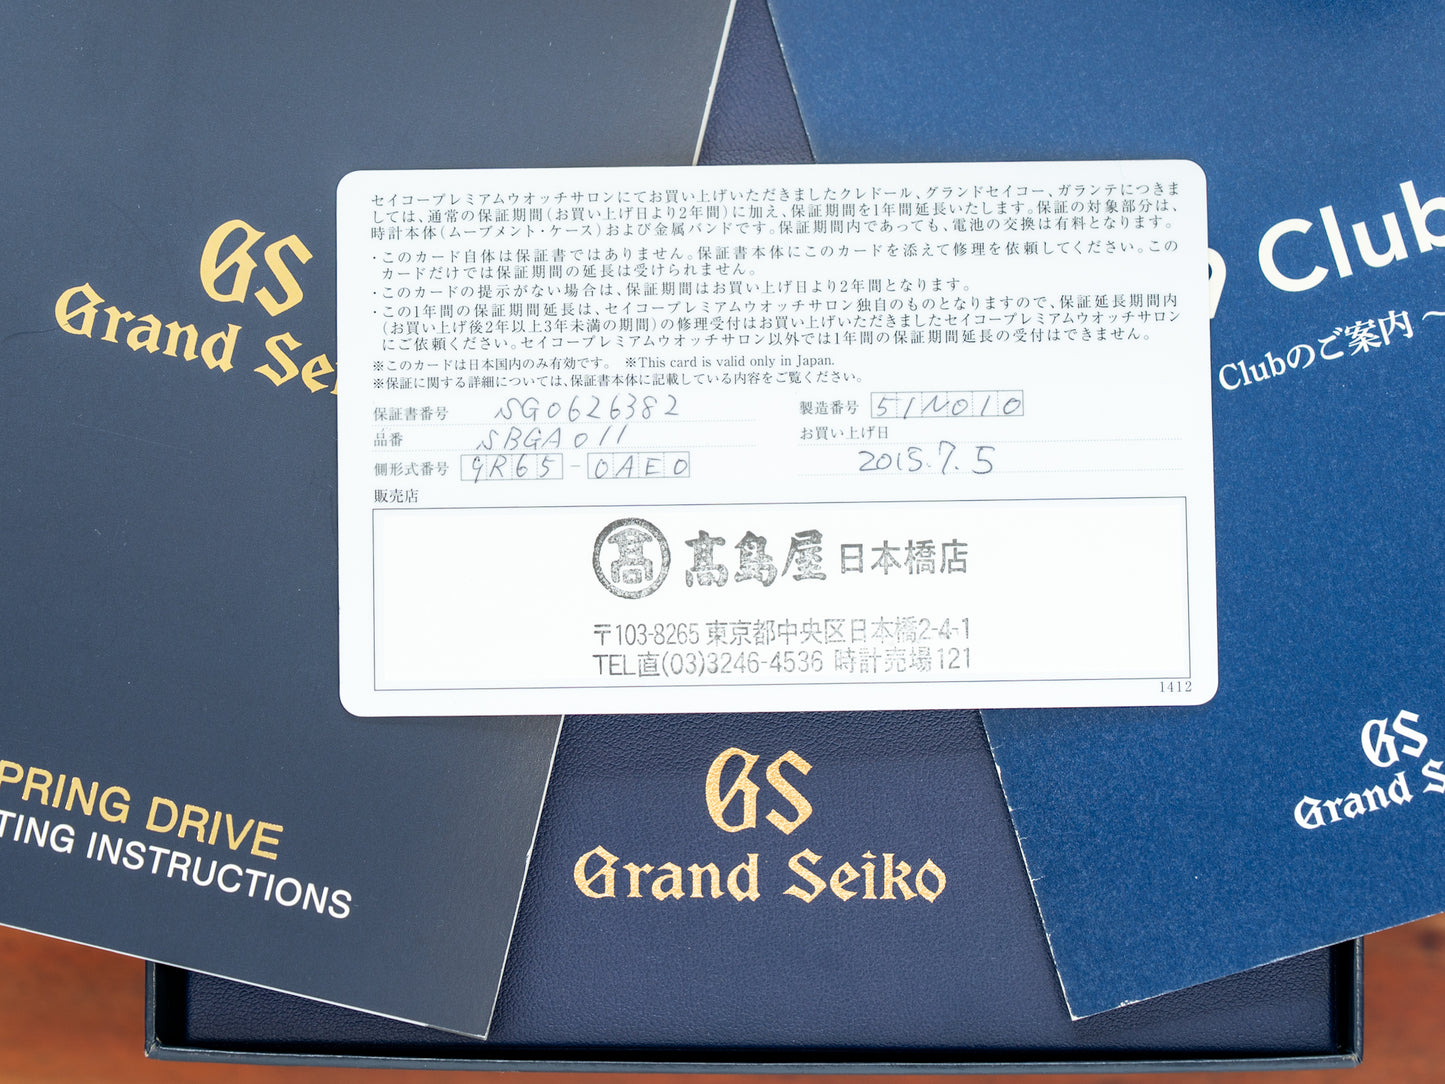 セイコープレミアムウオッチサロンにてお買い上げいただきましたクレドール、グランドセイコー、ガランテにつきま
しては、通常の保証期間(お買い上げ日より2年間)に加え、保証期間を1年間延長いたします。保証の対象部分は、
時計本体(ムーブメント・ケース)および金属バンドです。保証期間内であっても、電池の交換は有料となります。
・このカード自体は保証書ではありません。保証書本体にこのカードを添えて修理を依頼してください。この
カードだけでは保証期間の延長は受けられません。
・このカードの提示がない場合は、保証期間はお買い上げ日より2年間となります。
・この1年間の保証期間延長は、セイコープレミアムウオッチサロン独自のものとなりますので、保証延長期間内
(お買い上げ後2年以上3年未満の期間)の修理受付はお買い上げいただきましたセイコープレミアムウオッチサロン
にご依頼ください。セイコープレミアムウオッチサロン以外では1年間の保証期間延長の受付はできません。
※このカードは日本国内のみ有効です。 ※This card is valid only in Japan.
※保証に関する詳細については、保証書本体に記載している内容をご覧ください。
保証書番号 SG0626382
製造番号 51N010
品番 SBGA011
お買い上げ日
側形式番号 9R65-0AE0
2015.7.5
販売店
髙 髙島屋 日本橋店
〒103-8265 東京都中央区日本橋2-4-1
TEL直(03)3246-4536 時計売場121
1412
GS
Grand Sei
PRING DRIVE
TING INSTRUCTIONS
GS
Grand Seiko
9 Club
Clubのご案内 ～
GS
Grand S